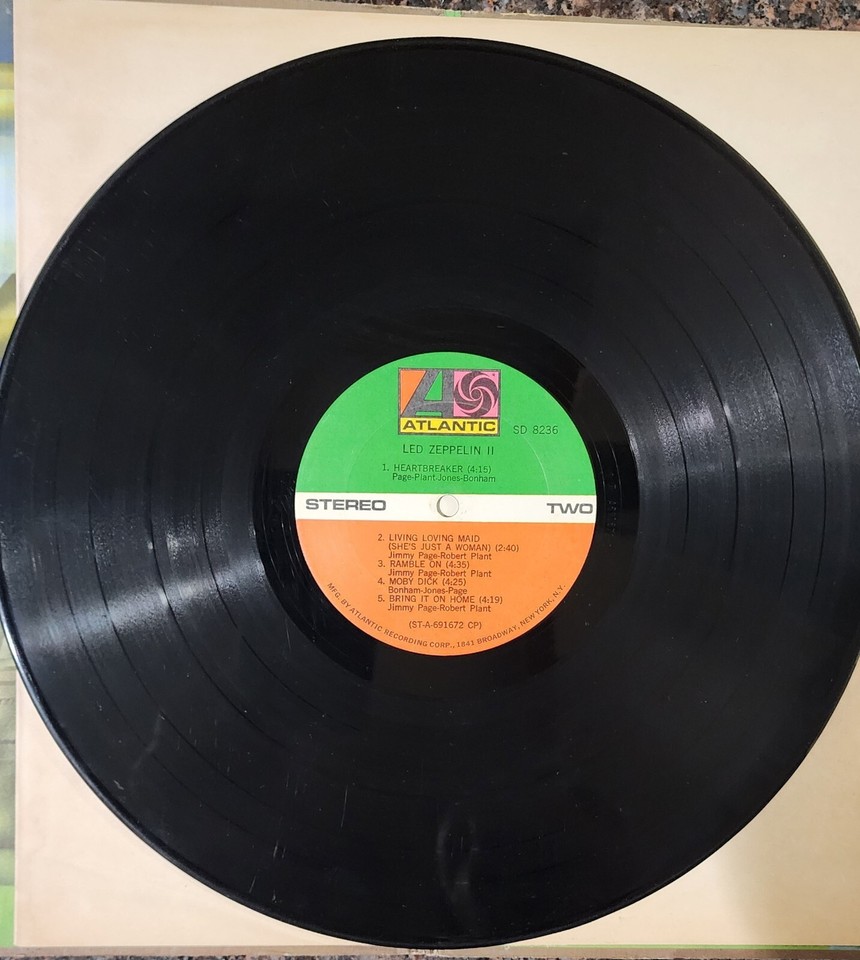 ATLANTIC
SD 8236
LED ZEPPELIN II
1. HEARTBREAKER (4:15)
Page-Plant-Jones-Bonham
STEREO
TWO
2. LIVING LOVING MAID
(SHE'S JUST A WOMAN) (2:40)
Jimmy Page-Robert Plant
3. RAMBLE ON (4:35)
Jimmy Page-Robert Plant
4. MOBY DICK (4:25)
Bonham-Jones-Page
5. BRING IT ON HOME (4:19)
Jimmy Page-Robert Plant
(ST-A-691672 CP)
MFG. BY ATLANTIC RECORDING CORP., 1841 BROADWAY, NEW YORK, N.Y.